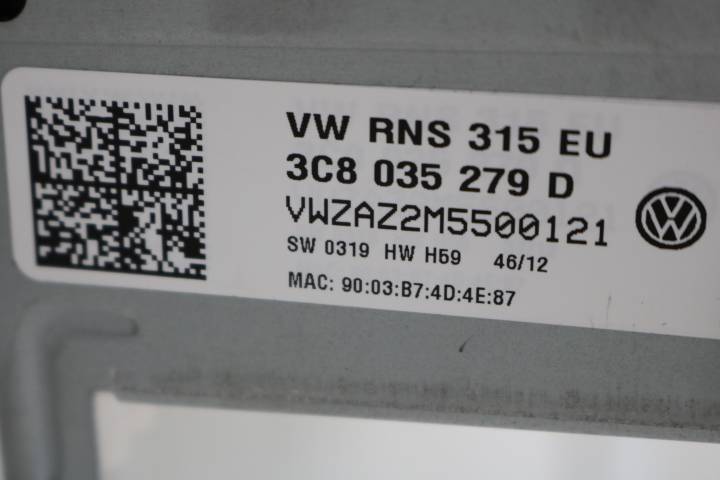 VW RNS 315 EU
3C8 035 279 D
VWZAZ2M5500121
SW 0319 HW H59 46/12
MAC: 90:03:B7:4D:4E:87